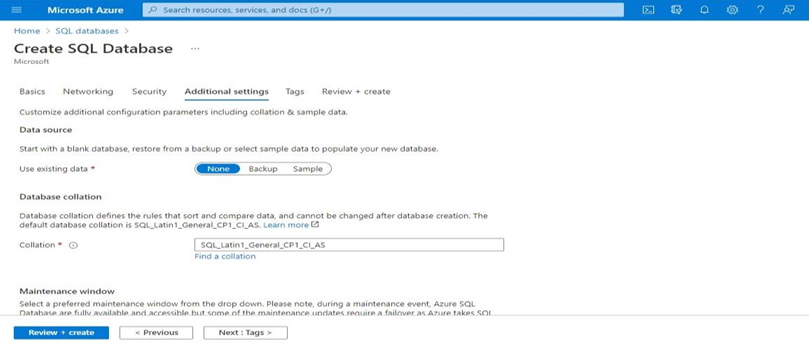 Microsoft Azure Search resources, services, and docs (G+/)
Home > SQL databases >
Create SQL Database ...
Microsoft
Basics Networking Security Additional settings Tags Review + create
Customize additional configuration parameters including collation & sample data.
Data source
Start with a blank database, restore from a backup or select sample data to populate your new database.
Use existing data * None Backup Sample
Database collation
Database collation defines the rules that sort and compare data, and cannot be changed after database creation. The
default database collation is SQL_Latin1_General_CP1_CI_AS. Learn more
Collation * SQL_Latin1_General_CP1_CI_AS
Find a collation
Maintenance window
Select a preferred maintenance window from the drop down. Please note, during a maintenance event, Azure SQL
Database are fully available and accessible but some of the maintenance updates require a failover as Azure takes SQL
Review + create < Previous Next : Tags >